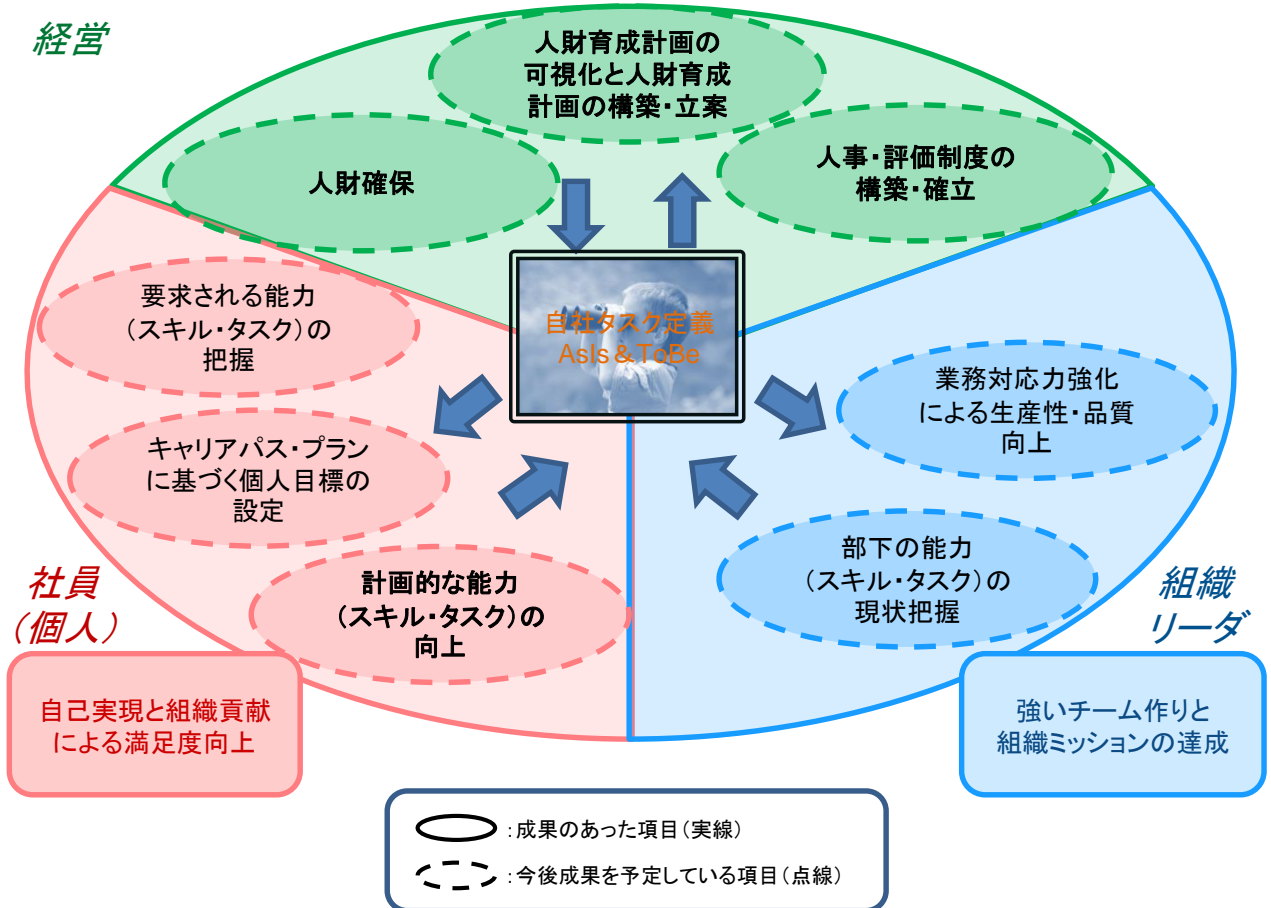 経営
人財育成計画の
可視化と人財育成
計画の構築・立案
人財確保
人事・評価制度の
構築・確立
自社タスク定義
AsIs&ToBe
要求される能力
(スキル・タスク)の
把握
キャリアパス・プラン
に基づく個人目標の
設定
計画的な能力
(スキル・タスク)の
向上
業務対応力強化
による生産性・品質
向上
部下の能力
(スキル・タスク)の
現状把握
社員
(個人)
自己実現と組織貢献
による満足度向上
組織
リーダ
強いチーム作りと
組織ミッションの達成
:成果のあった項目(実線)
:今後成果を予定している項目(点線)